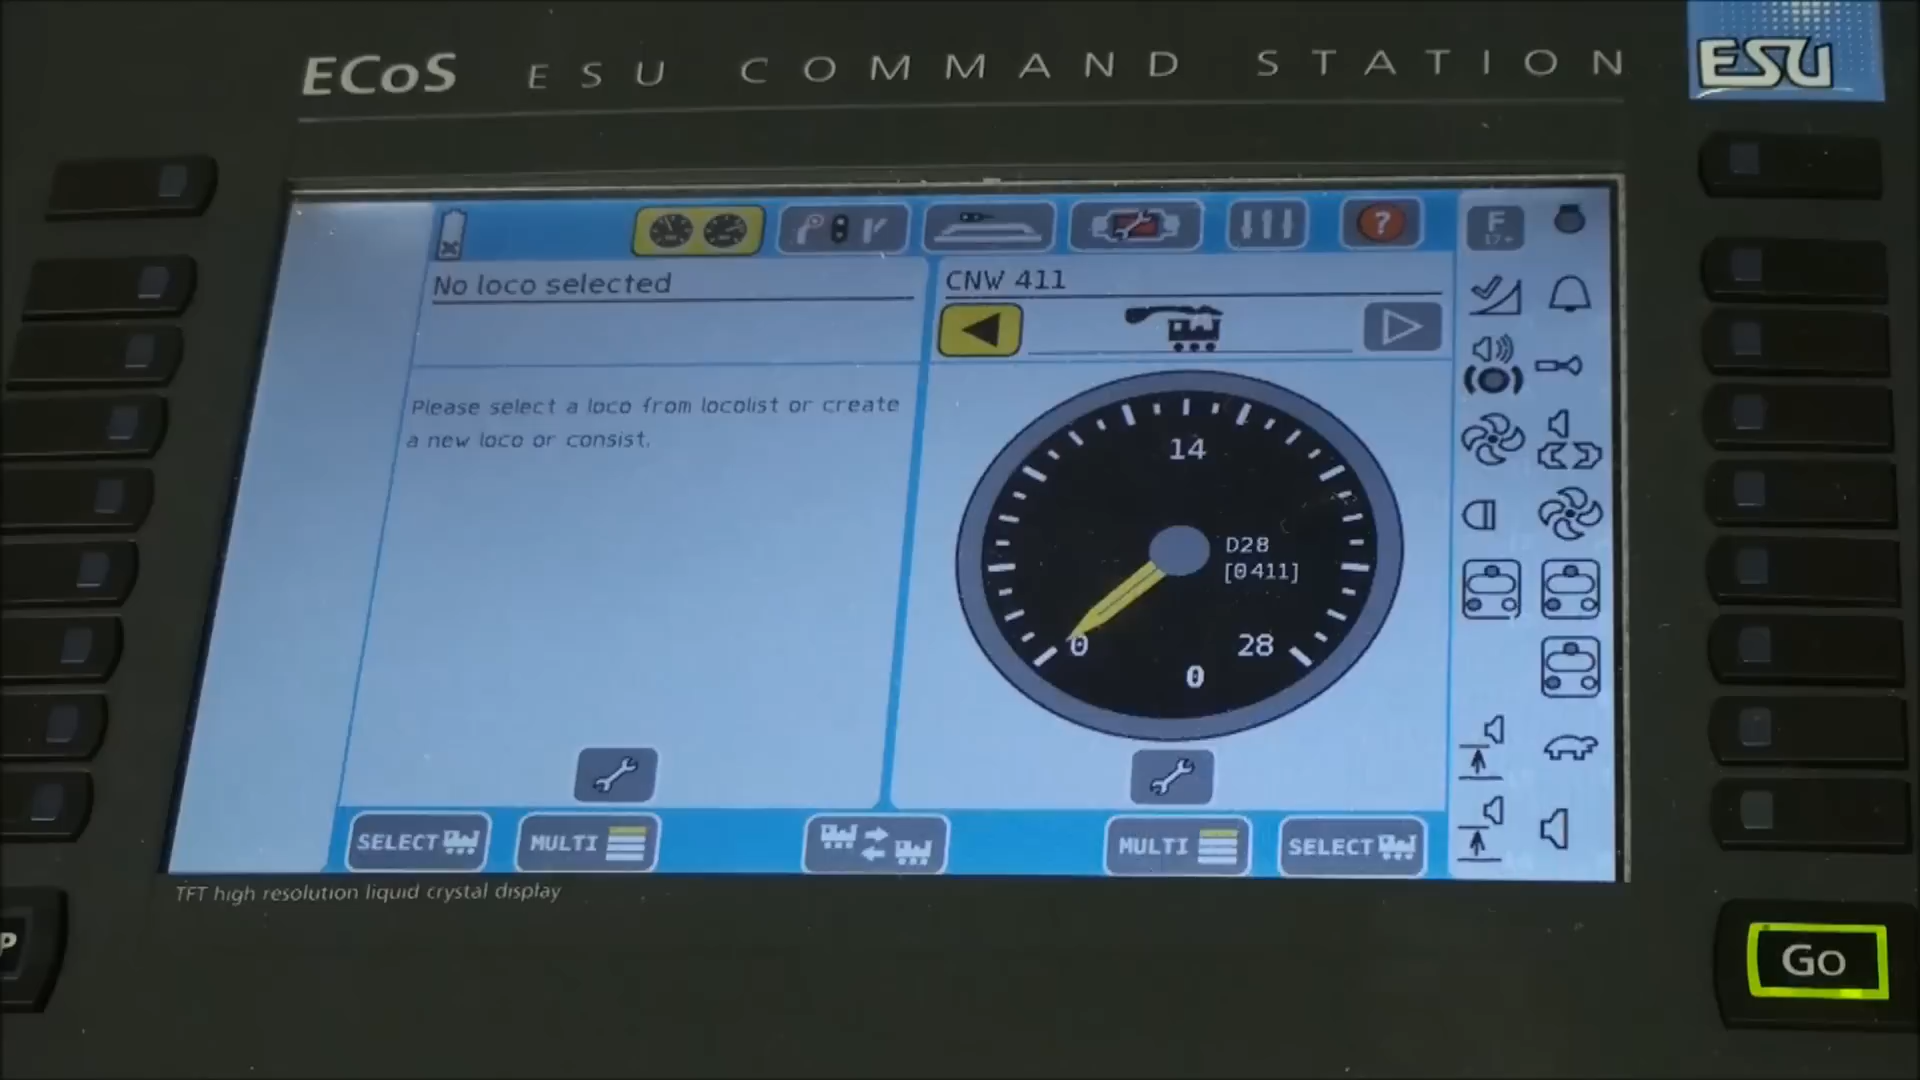 ECoS ESU COMMAND STATION
ESU
No loco selected
CNW 411
?
F
17+
Please select a loco from locolist or create
a new loco or consist.
14
D28
[0411]
0
28
0
SELECT
MULTI
MULTI
SELECT
TFT high resolution liquid crystal display
P
Go